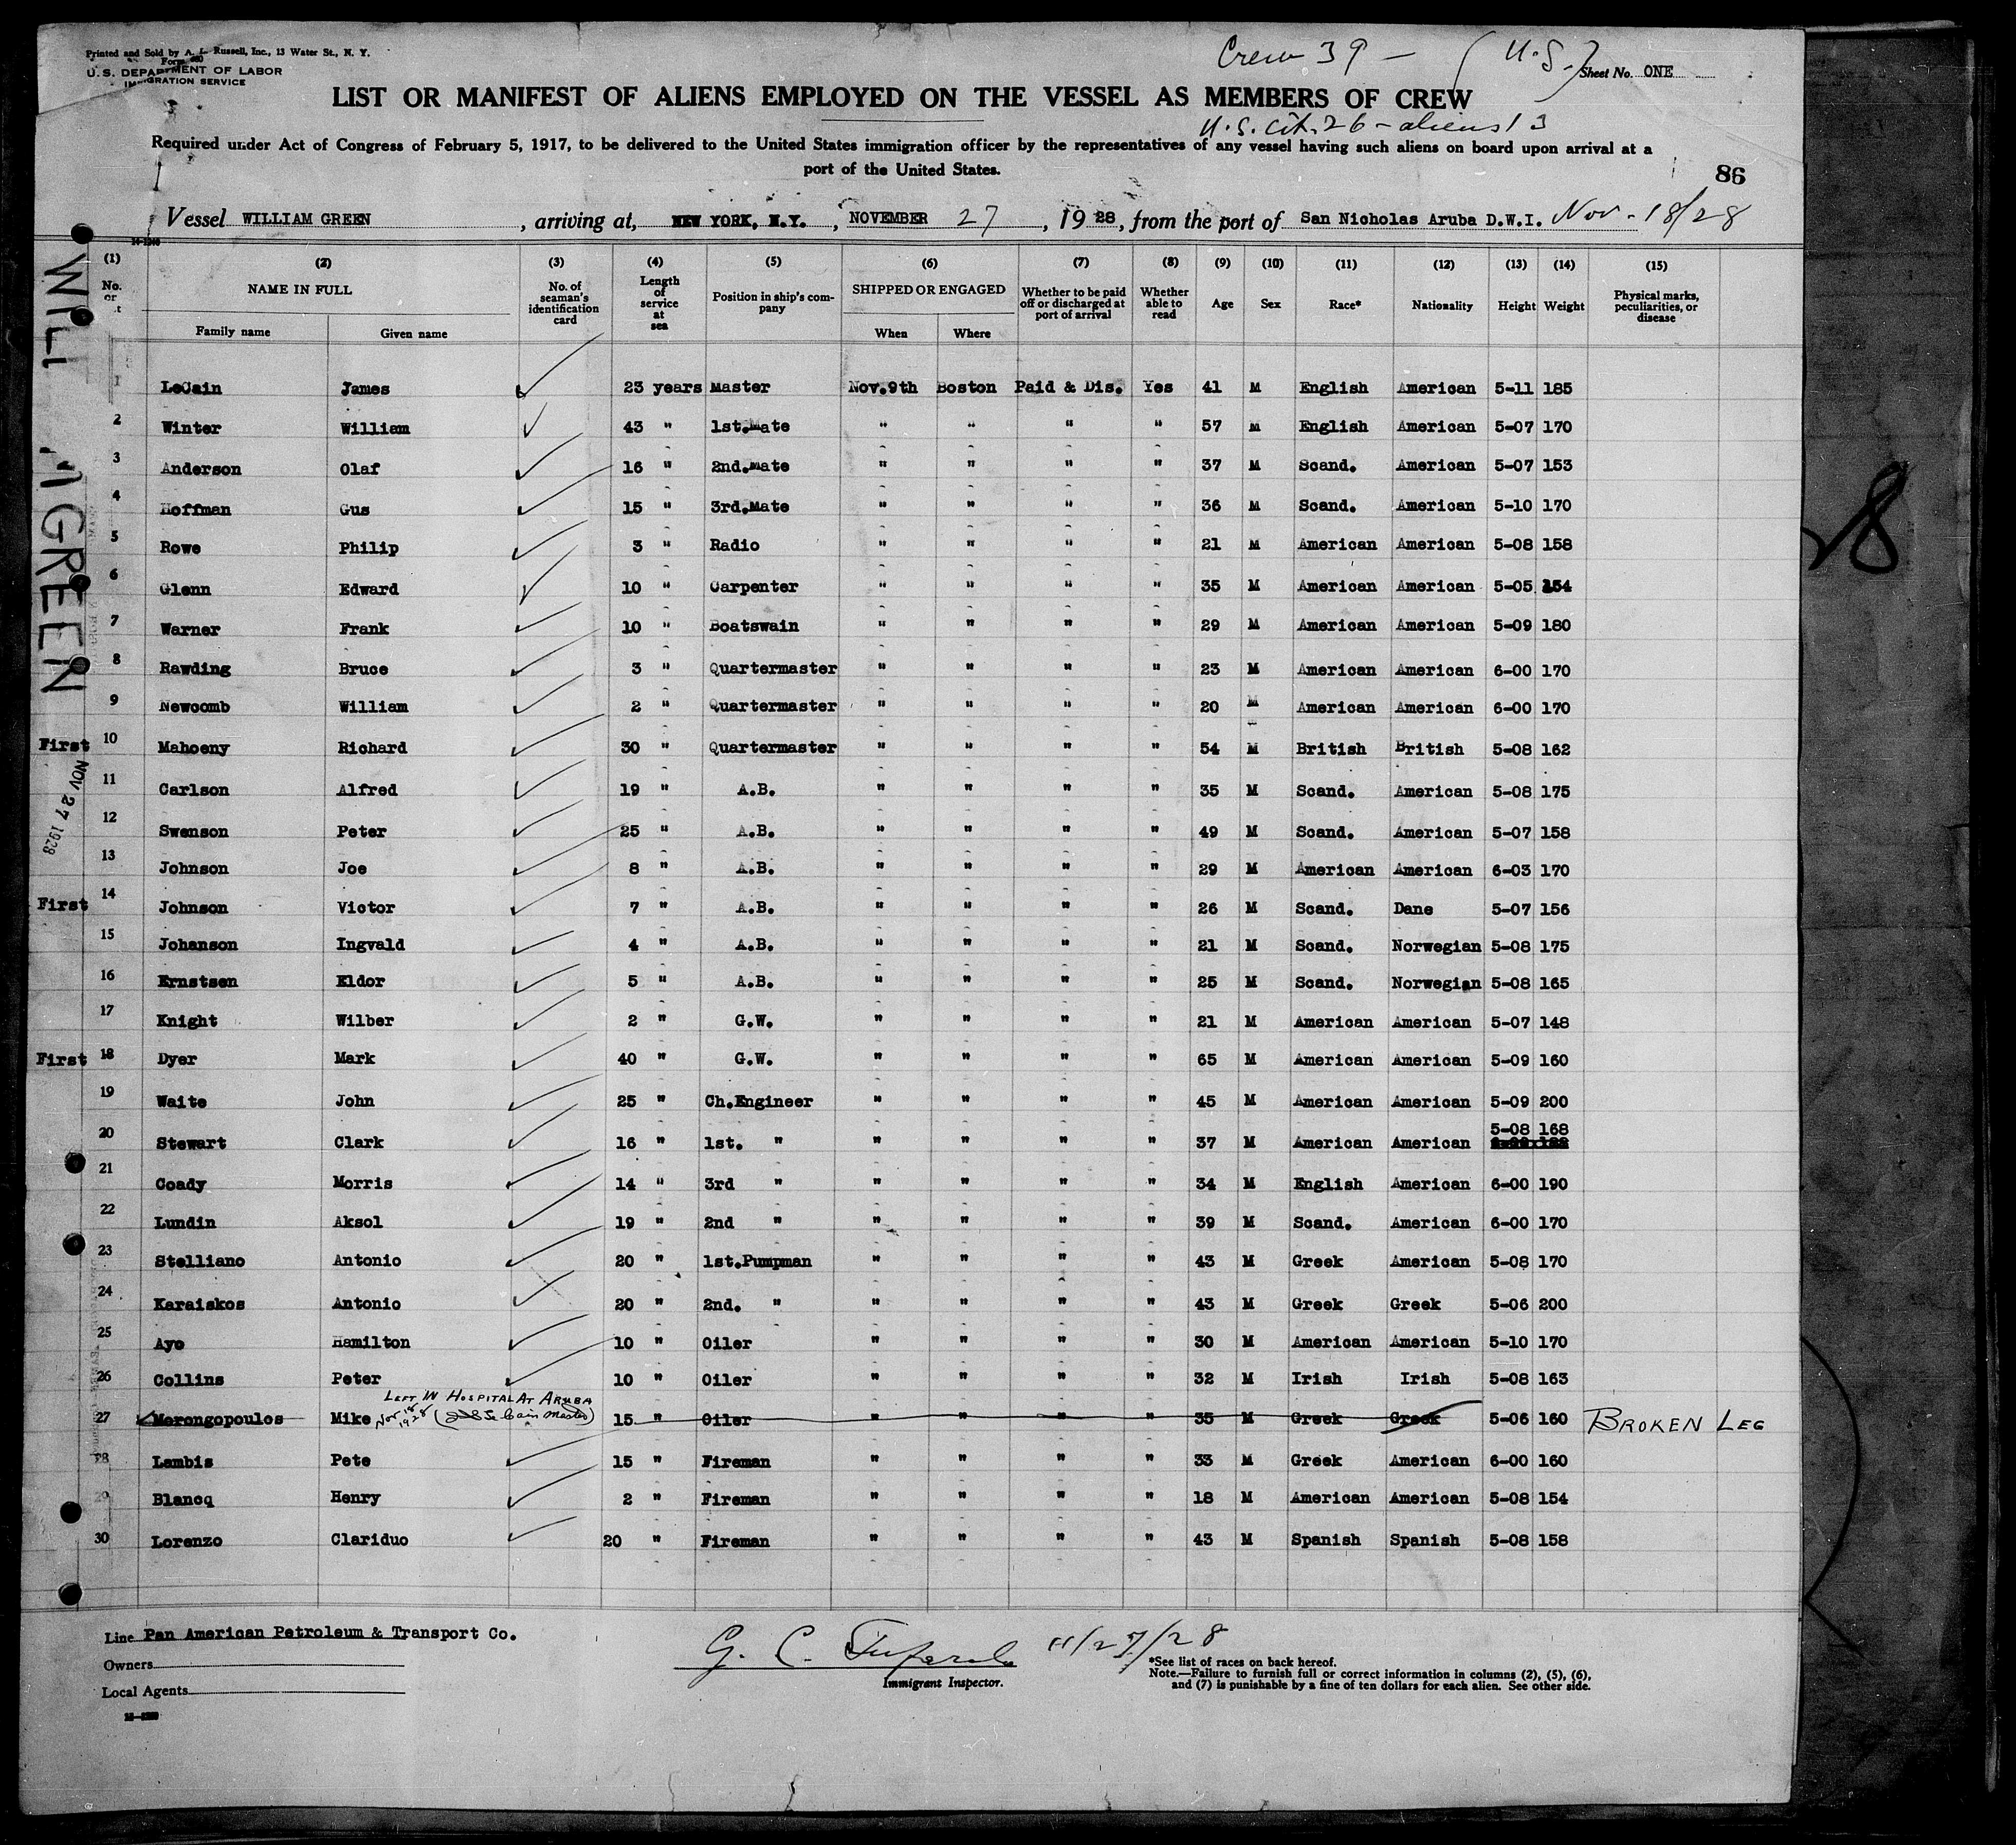 Printed and Sold by A. L. Russell, Inc., 13 Water St., N. Y.
Form 680
U. S. DEPARTMENT OF LABOR
IMMIGRATION SERVICE
Crew 39 — (U.S.)
Sheet No. ONE
LIST OR MANIFEST OF ALIENS EMPLOYED ON THE VESSEL AS MEMBERS OF CREW
U.S. cit. 26 - aliens 13
Required under Act of Congress of February 5, 1917, to be delivered to the United States immigration officer by the representatives of any vessel having such aliens on board upon arrival at a
port of the United States.
86
Vessel WILLIAM GREEN, arriving at, NEW YORK, N.Y., NOVEMBER 27, 1928, from the port of San Nicholas Aruba D.W.I. Nov - 18/28
(1) (2) (3) (4) (5) (6) (7) (8) (9) (10) (11) (12) (13) (14) (15)
No. NAME IN FULL Family name Given name No. of seaman's identification card Length of service at sea Position in ship's company SHIPPED OR ENGAGED When Where Whether to be paid off or discharged at port of arrival Whether able to read Age Sex Race* Nationality Height Weight Physical marks, peculiarities, or disease
1 LeCain James 23 years Master Nov.9th Boston Paid & Dis. Yes 41 M English American 5-11 185
2 Winter William 43 " 1st.Mate " " " " 57 M English American 5-07 170
3 Anderson Olaf 16 " 2nd.Mate " " " " 37 M Scand. American 5-07 153
4 Hoffman Gus 15 " 3rd.Mate " " " " 36 M Scand. American 5-10 170
5 Rowe Philip 3 " Radio " " " " 21 M American American 5-08 158
6 Glenn Edward 10 " Carpenter " " " " 35 M American American 5-05 154
7 Warner Frank 10 " Boatswain " " " " 29 M American American 5-09 180
8 Rawding Bruce 3 " Quartermaster " " " " 23 M American American 6-00 170
9 Newcomb William 2 " Quartermaster " " " " 20 M American American 6-00 170
First 10 Mahoeny Richard 30 " Quartermaster " " " " 54 M British British 5-08 162
11 Carlson Alfred 19 " A.B. " " " " 35 M Scand. American 5-08 175
12 Swenson Peter 25 " A.B. " " " " 49 M Scand. American 5-07 158
13 Johnson Joe 8 " A.B. " " " " 29 M American American 6-03 170
First 14 Johnson Victor 7 " A.B. " " " " 26 M Scand. Dane 5-07 156
15 Johanson Ingvald 4 " A.B. " " " " 21 M Scand. Norwegian 5-08 175
16 Ernstsen Eldor 5 " A.B. " " " " 25 M Scand. Norwegian 5-08 165
17 Knight Wilber 2 " G.W. " " " " 21 M American American 5-07 148
First 18 Dyer Mark 40 " G.W. " " " " 65 M American American 5-09 160
19 Waite John 25 " Ch.Engineer " " " " 45 M American American 5-09 200
20 Stewart Clark 16 " 1st. " " " " " 37 M American American 5-08 168
21 Coady Morris 14 " 3rd " " " " " 34 M English American 6-00 190
22 Lundin Aksol 19 " 2nd " " " " " 39 M Scand. American 6-00 170
23 Stelliano Antonio 20 " 1st.Pumpman " " " " 43 M Greek American 5-08 170
24 Karaiskos Antonio 20 " 2nd. " " " " " 43 M Greek Greek 5-06 200
25 Aye Hamilton 10 " Oiler " " " " 30 M American American 5-10 170
26 Collins Peter 10 " Oiler " " " " 32 M Irish Irish 5-08 163
LEFT IN HOSPITAL AT ARUBA
27 Merongopoulos Mike Nov 18 1928 (J S LeCain Master) 15 " Oiler " " " " 35 M Greek Greek 5-06 160 BROKEN LEG
28 Lambis Pete 15 " Fireman " " " " 33 M Greek American 6-00 160
29 Blancq Henry 2 " Fireman " " " " 18 M American American 5-08 154
30 Lorenzo Clariduo 20 " Fireman " " " " 43 M Spanish Spanish 5-08 158
WILLIAM GREEN
NOV 27 1928
Line Pan American Petroleum & Transport Co.
Owners
Local Agents
G. C. 11/27/28
Immigrant Inspector.
*See list of races on back hereof.
Note.—Failure to furnish full or correct information in columns (2), (5), (6),
and (7) is punishable by a fine of ten dollars for each alien. See other side.